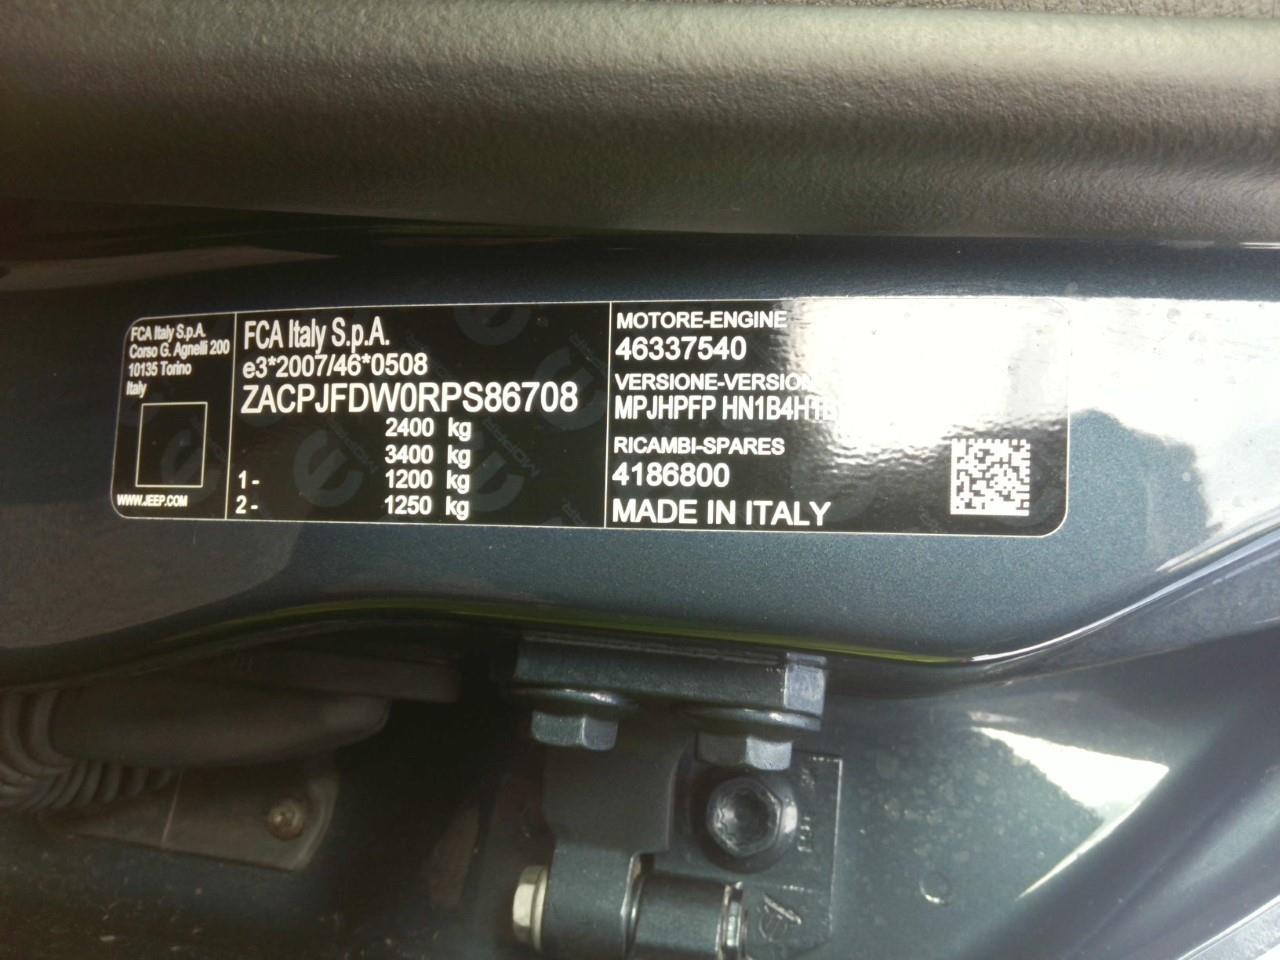 FCA Italy S.p.A.
Corso G. Agnelli 200
10135 Torino
Italy
WWW.JEEP.COM
FCA Italy S.p.A.
e3*2007/46*0508
ZACPJFDW0RPS86708
2400 kg
3400 kg
1- 1200 kg
2- 1250 kg
MOTORE-ENGINE
46337540
VERSIONE-VERSION
MPJHPFP
RICAMBI-SPARES
4186800
MADE IN ITALY